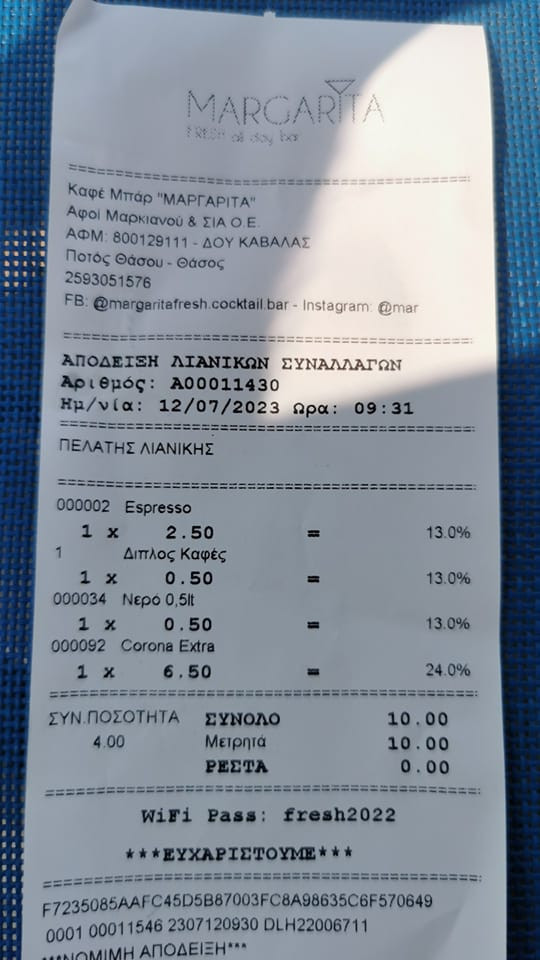 MARGARITA
FRESH all day bar
Καφέ Μπάρ "ΜΑΡΓΑΡΙΤΑ"
Αφοί Μαρκιανού & ΣΙΑ Ο.Ε.
ΑΦΜ: 800129111 - ΔΟΥ ΚΑΒΑΛΑΣ
Ποτός Θάσου - Θάσος
2593051576
FB: @margaritafresh.cocktail.bar - Instagram: @mar
ΑΠΟΔΕΙΞΗ ΛΙΑΝΙΚΩΝ ΣΥΝΑΛΛΑΓΩΝ
Αριθμός: Α00011430
Ημ/νία: 12/07/2023 Ωρα: 09:31
ΠΕΛΑΤΗΣ ΛΙΑΝΙΚΗΣ
000002 Espresso
1 x 2.50 = 13.0%
1 Διπλος Καφές
1 x 0.50 = 13.0%
000034 Νερό 0,5lt
1 x 0.50 = 13.0%
000092 Corona Extra
1 x 6.50 = 24.0%
ΣΥΝ.ΠΟΣΟΤΗΤΑ ΣΥΝΟΛΟ 10.00
4.00 Μετρητά 10.00
ΡΕΣΤΑ 0.00
WiFi Pass: fresh2022
***ΕΥΧΑΡΙΣΤΟΥΜΕ***
F7235085AAFC45D5B87003FC8A98635C6F570649
0001 00011546 2307120930 DLH22006711
***ΝΟΜΙΜΗ ΑΠΟΔΕΙΞΗ***